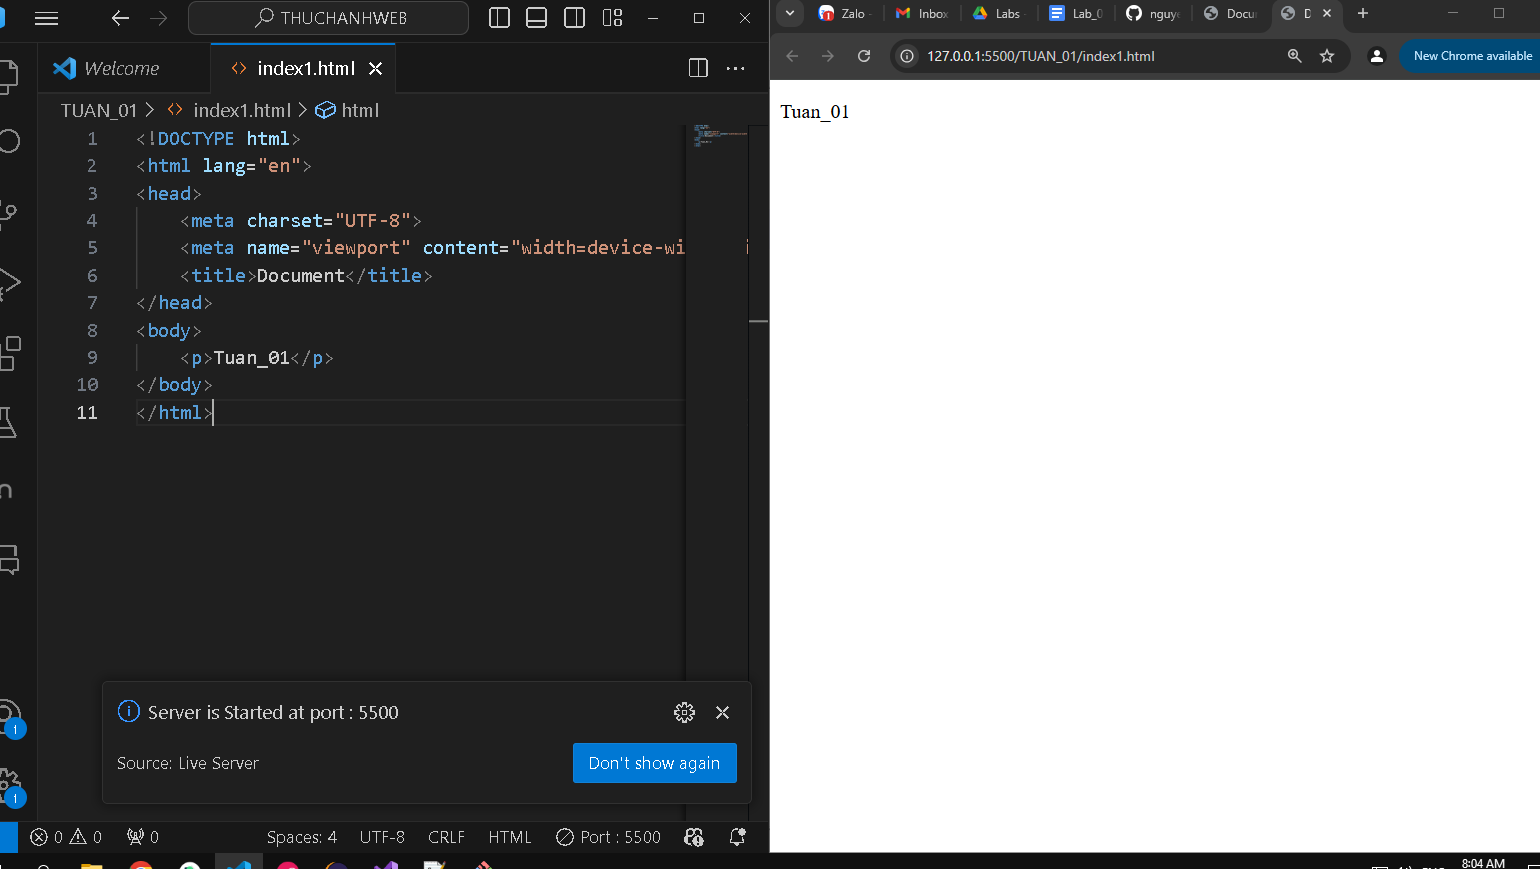 THUCHANHWEB
Welcome
index1.html
TUAN_01 > index1.html > html
1 <!DOCTYPE html>
2 <html lang="en">
3 <head>
4 <meta charset="UTF-8">
5 <meta name="viewport" content="width=device-wi
6 <title>Document</title>
7 </head>
8 <body>
9 <p>Tuan_01</p>
10 </body>
11 </html>
Server is Started at port : 5500
Source: Live Server
Don't show again
0 0 0 Spaces: 4 UTF-8 CRLF HTML Port : 5500
Zalo Inbox Labs Lab_0 nguy Docu D
127.0.0.1:5500/TUAN_01/index1.html
New Chrome available
Tuan_01
8:04 AM